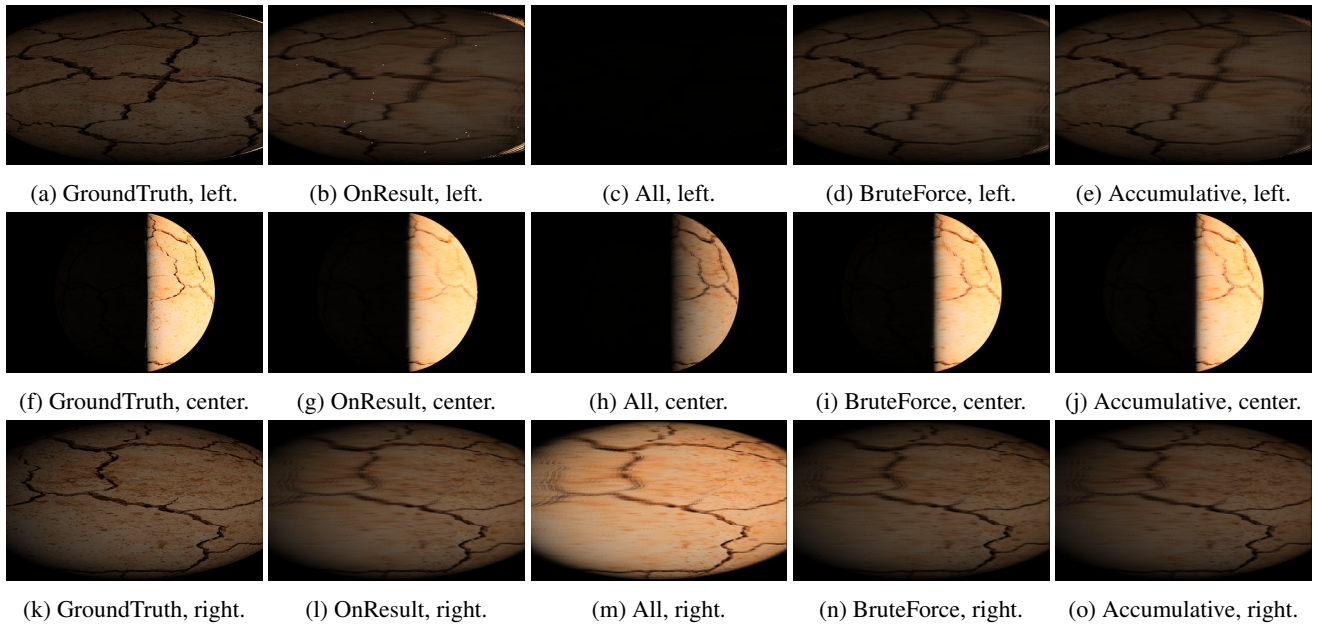 (a) GroundTruth, left. (b) OnResult, left. (c) All, left. (d) BruteForce, left. (e) Accumulative, left.
(f) GroundTruth, center. (g) OnResult, center. (h) All, center. (i) BruteForce, center. (j) Accumulative, center.
(k) GroundTruth, right. (l) OnResult, right. (m) All, right. (n) BruteForce, right. (o) Accumulative, right.